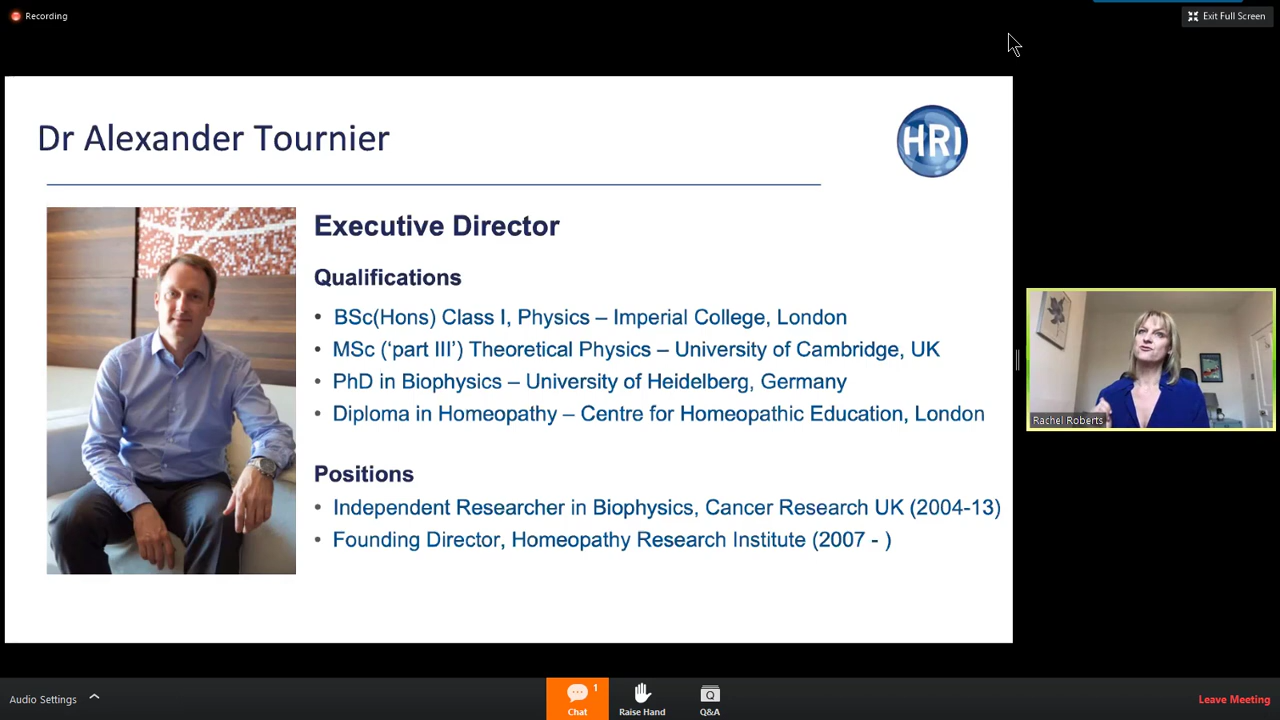 Recording
Exit Full Screen
Dr Alexander Tournier
HRI
Executive Director
Qualifications
• BSc(Hons) Class I, Physics – Imperial College, London
• MSc (‘part III’) Theoretical Physics – University of Cambridge, UK
• PhD in Biophysics – University of Heidelberg, Germany
• Diploma in Homeopathy – Centre for Homeopathic Education, London
Positions
• Independent Researcher in Biophysics, Cancer Research UK (2004-13)
• Founding Director, Homeopathy Research Institute (2007 - )
Rachel Roberts
Audio Settings
1
Chat
Raise Hand
Q
Q&A
Leave Meeting